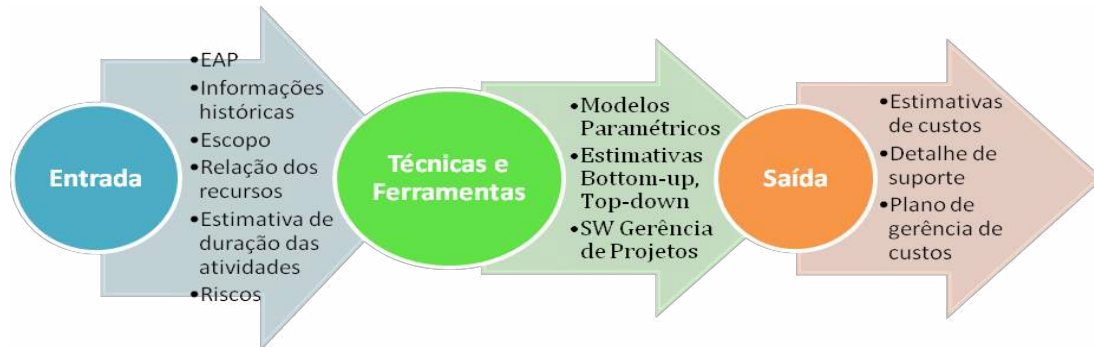 Entrada
•EAP
•Informações
históricas
•Escopo
•Relação dos
recursos
•Estimativa de
duração das
atividades
•Riscos
Técnicas e
Ferramentas
•Modelos
Paramétricos
•Estimativas
Bottom-up,
Top-down
•SW Gerência
de Projetos
Saída
•Estimativas
de custos
•Detalhe de
suporte
•Plano de
gerência de
custos